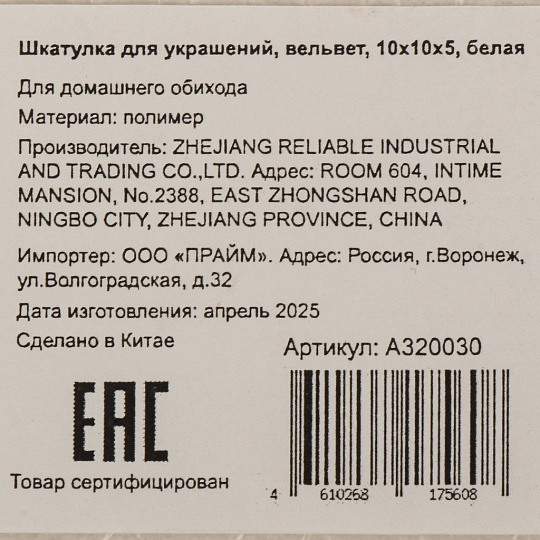 Шкатулка для украшений, вельвет, 10x10x5, белая
Для домашнего обихода
Материал: полимер
Производитель: ZHEJIANG RELIABLE INDUSTRIAL
AND TRADING CO.,LTD. Адрес: ROOM 604, INTIME
MANSION, No.2388, EAST ZHONGSHAN ROAD,
NINGBO CITY, ZHEJIANG PROVINCE, CHINA
Импортер: ООО «ПРАЙМ». Адрес: Россия, г.Воронеж,
ул.Волгоградская, д.32
Дата изготовления: апрель 2025
Сделано в Китае
Артикул: A320030
EAC
Товар сертифицирован
4 610268 175608